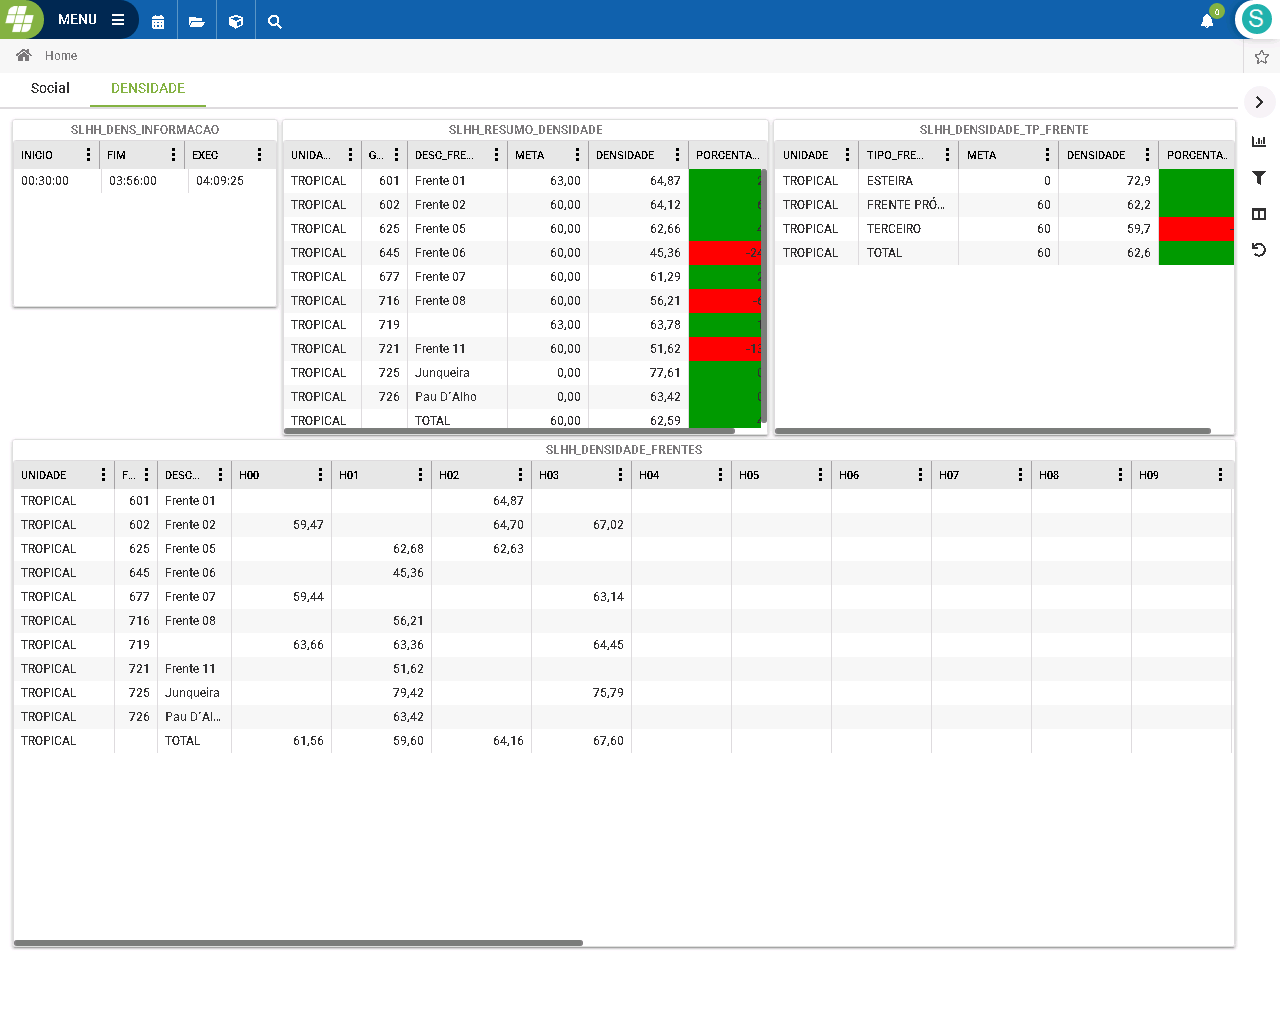 MENU
0
S
Home
Social DENSIDADE
SLHH_DENS_INFORMACAO
INICIO FIM EXEC
00:30:00 03:56:00 04:09:25
SLHH_RESUMO_DENSIDADE
UNIDA... G... DESC_FRE... META DENSIDADE PORCENTA...
TROPICAL 601 Frente 01 63,00 64,87
TROPICAL 602 Frente 02 60,00 64,12
TROPICAL 625 Frente 05 60,00 62,66
TROPICAL 645 Frente 06 60,00 45,36
TROPICAL 677 Frente 07 60,00 61,29
TROPICAL 716 Frente 08 60,00 56,21
TROPICAL 719 63,00 63,78
TROPICAL 721 Frente 11 60,00 51,62
TROPICAL 725 Junqueira 0,00 77,61
TROPICAL 726 Pau D´Alho 0,00 63,42
TROPICAL TOTAL 60,00 62,59
SLHH_DENSIDADE_TP_FRENTE
UNIDADE TIPO_FRE... META DENSIDADE PORCENTA...
TROPICAL ESTEIRA 0 72,9
TROPICAL FRENTE PRÓ... 60 62,2
TROPICAL TERCEIRO 60 59,7
TROPICAL TOTAL 60 62,6
SLHH_DENSIDADE_FRENTES
UNIDADE F... DESC... H00 H01 H02 H03 H04 H05 H06 H07 H08 H09
TROPICAL 601 Frente 01 64,87
TROPICAL 602 Frente 02 59,47 64,70 67,02
TROPICAL 625 Frente 05 62,68 62,63
TROPICAL 645 Frente 06 45,36
TROPICAL 677 Frente 07 59,44 63,14
TROPICAL 716 Frente 08 56,21
TROPICAL 719 63,66 63,36 64,45
TROPICAL 721 Frente 11 51,62
TROPICAL 725 Junqueira 79,42 75,79
TROPICAL 726 Pau D´Al... 63,42
TROPICAL TOTAL 61,56 59,60 64,16 67,60